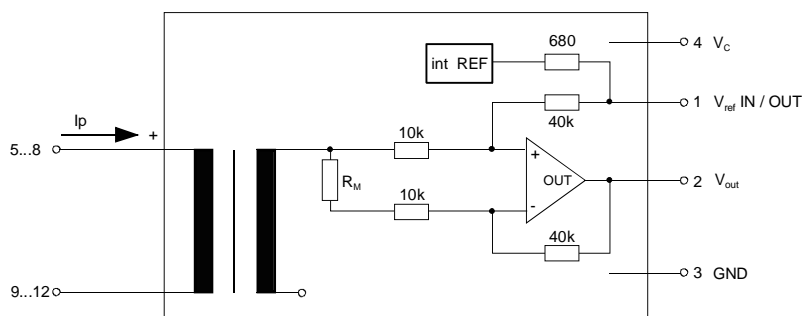 680
4 V_C
int REF
1 V_ref IN / OUT
Ip
+
40k
10k
5...8
+
R_M
OUT
2 V_out
10k
-
40k
3 GND
9...12